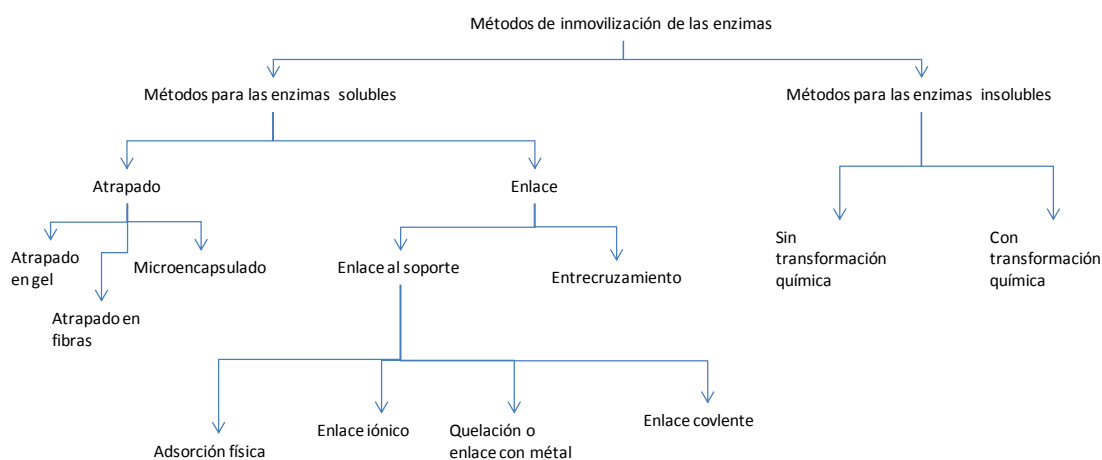 Métodos de inmovilización de las enzimas
Métodos para las enzimas solubles
Métodos para las enzimas insolubles
Atrapado
Enlace
Atrapado
en gel
Microencapsulado
Atrapado en
fibras
Enlace al soporte
Entrecruzamiento
Sin
transformación
química
Con
transformación
química
Adsorción física
Enlace iónico
Quelación o
enlace con métal
Enlace covlente